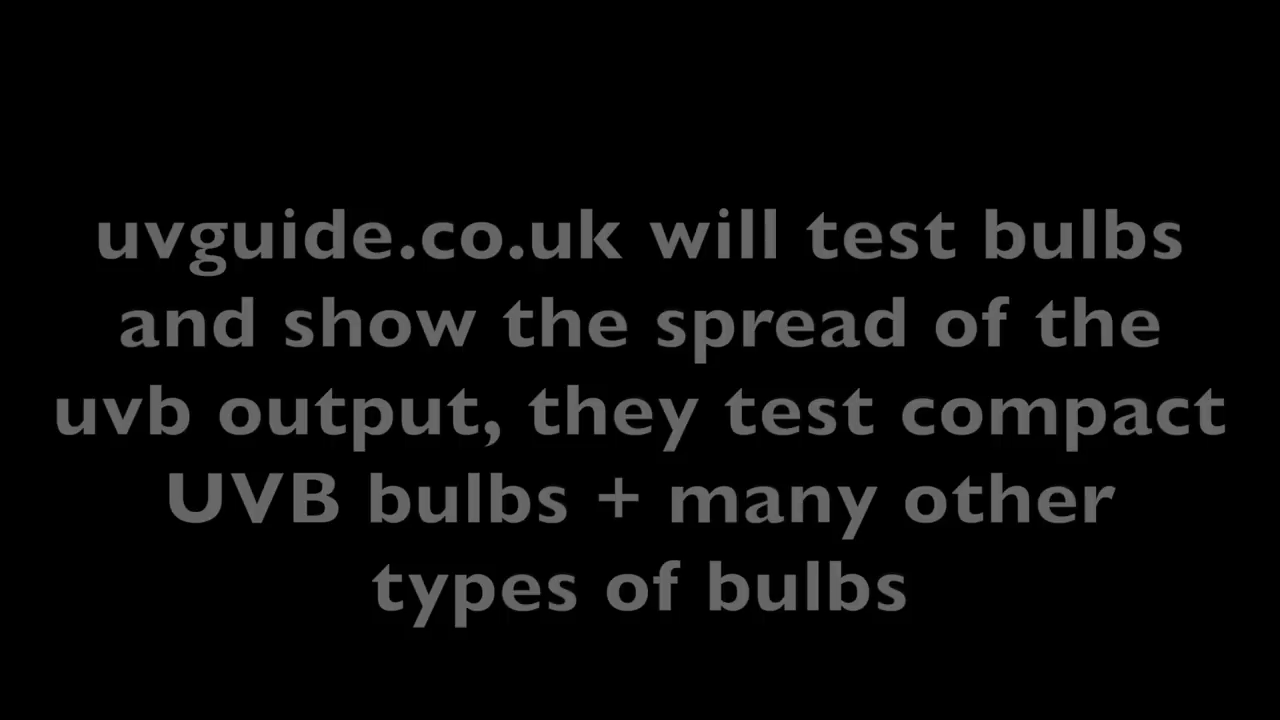 uvguide.co.uk will test bulbs
and show the spread of the
uvb output, they test compact
UVB bulbs + many other
types of bulbs